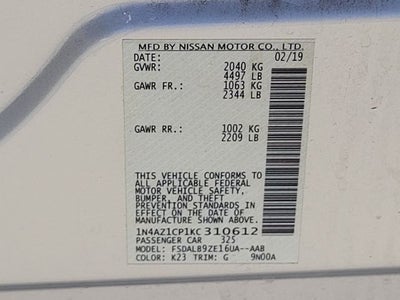 MFD BY NISSAN MOTOR CO., LTD.
DATE: 02/19
GVWR: 2040 KG
4497 LB
GAWR FR.: 1063 KG
2344 LB
GAWR RR.: 1002 KG
2209 LB
THIS VEHICLE CONFORMS TO
ALL APPLICABLE FEDERAL
MOTOR VEHICLE SAFETY,
BUMPER, AND THEFT
PREVENTION STANDARDS IN
EFFECT ON THE DATE OF
MANUFACTURE SHOWN ABOVE.
1N4AZ1CP1KC310612
PASSENGER CAR 325
MODEL: FSDALB9ZE16UA--AAB
COLOR: K23 TRIM: G 9N00A